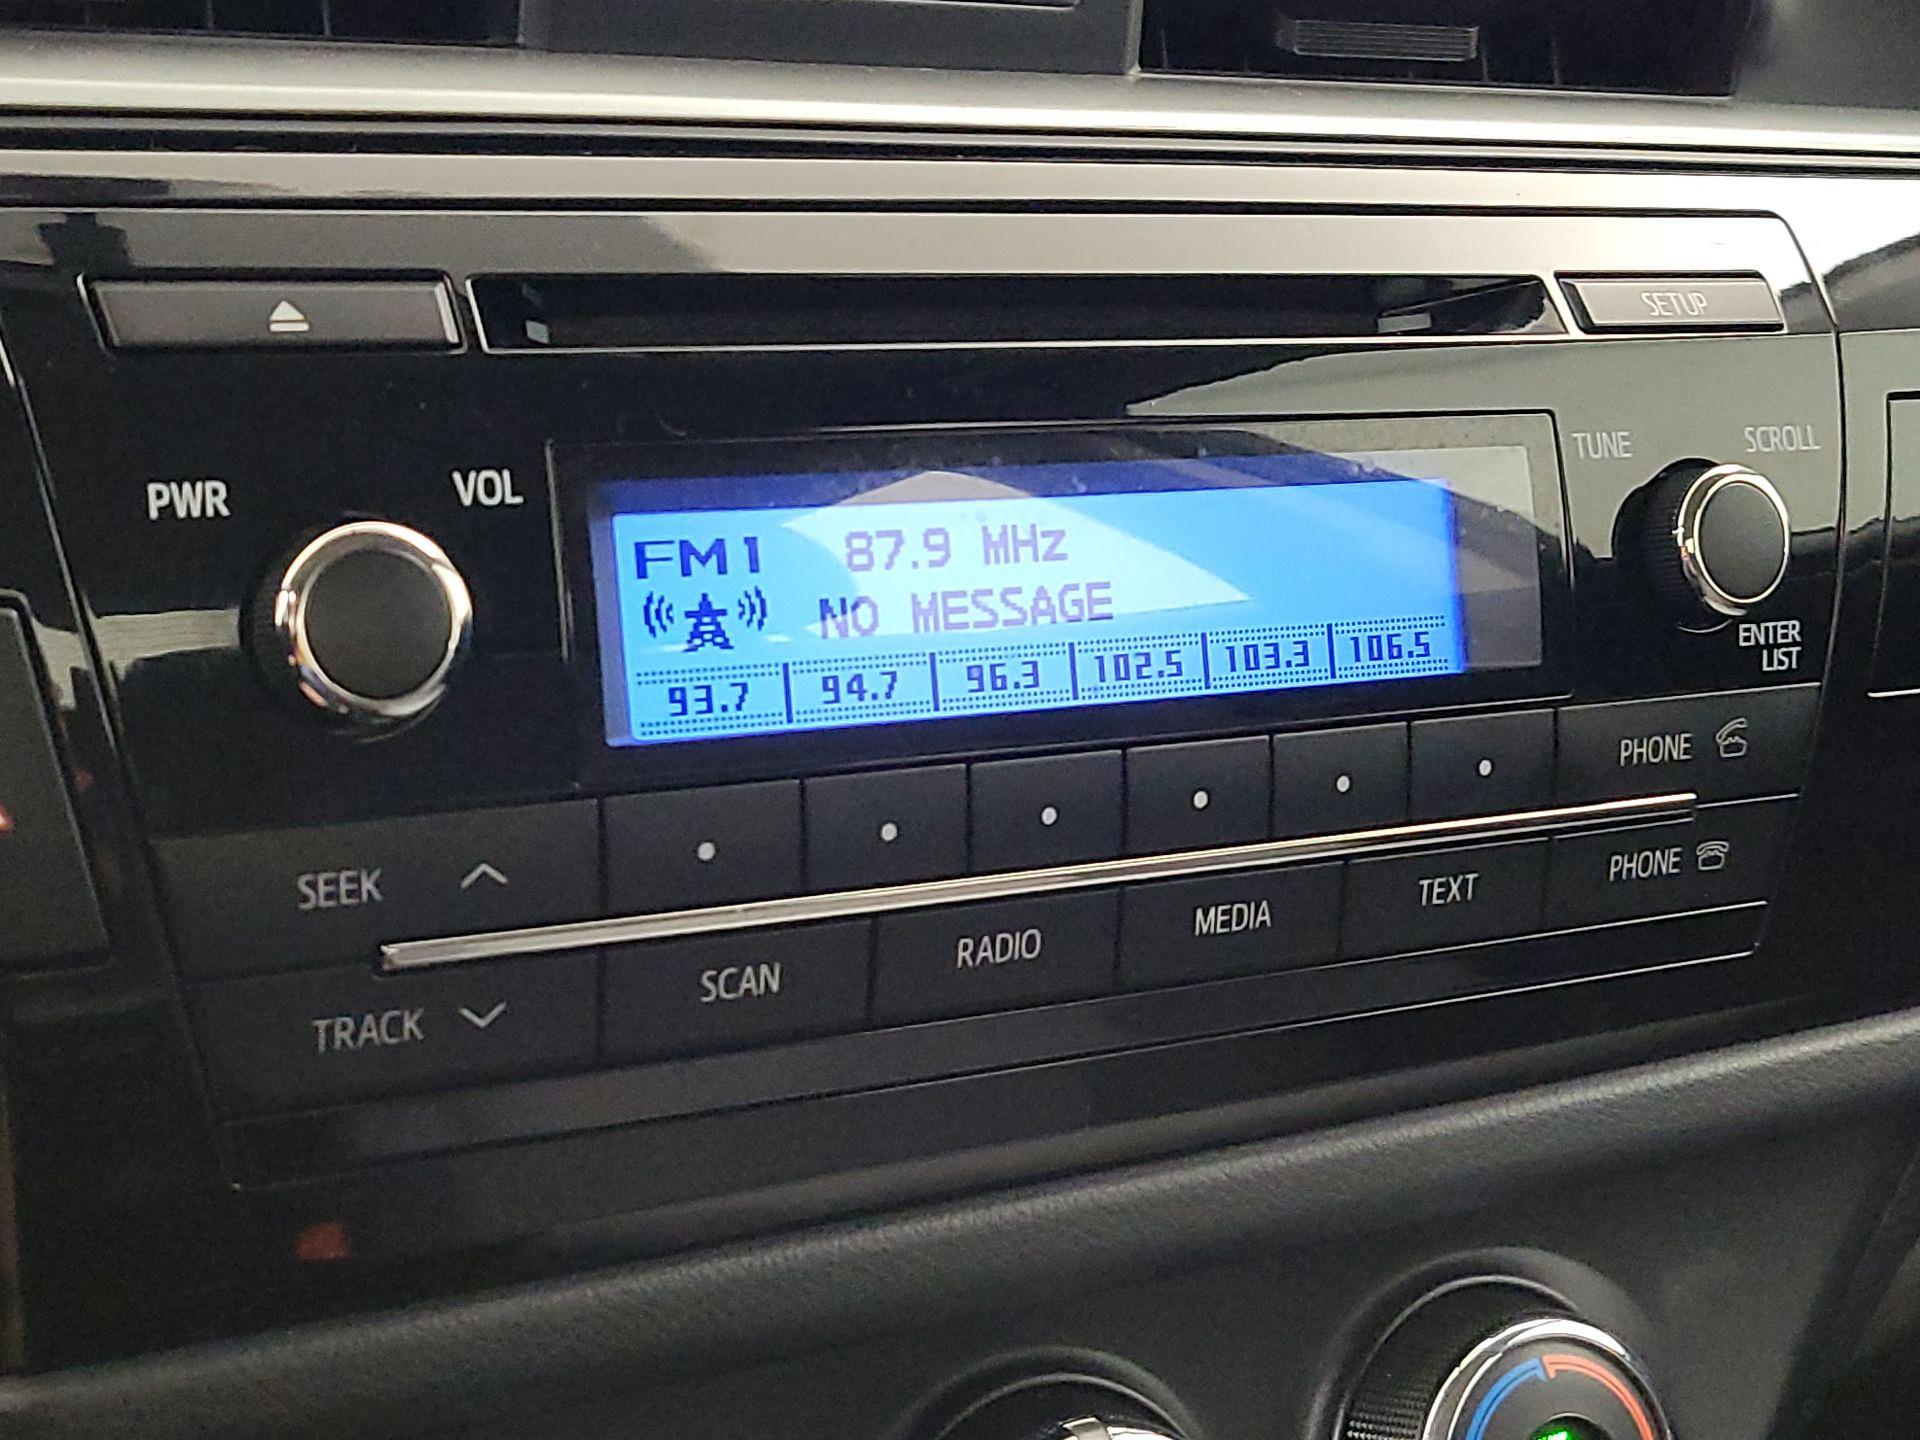 SETUP
PWR
VOL
TUNE
SCROLL
FM1 87.9 MHz
NO MESSAGE
93.7 94.7 96.3 102.5 103.3 106.5
ENTER
LIST
PHONE
SEEK
SCAN
RADIO
MEDIA
TEXT
PHONE
TRACK